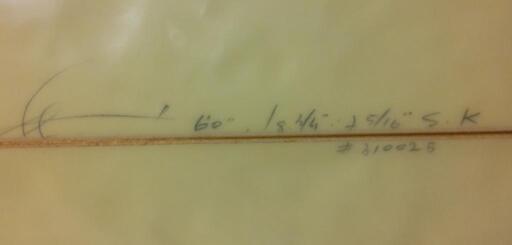 6'0" . 18 1/4" . 2 5/16" S.K
# 310025